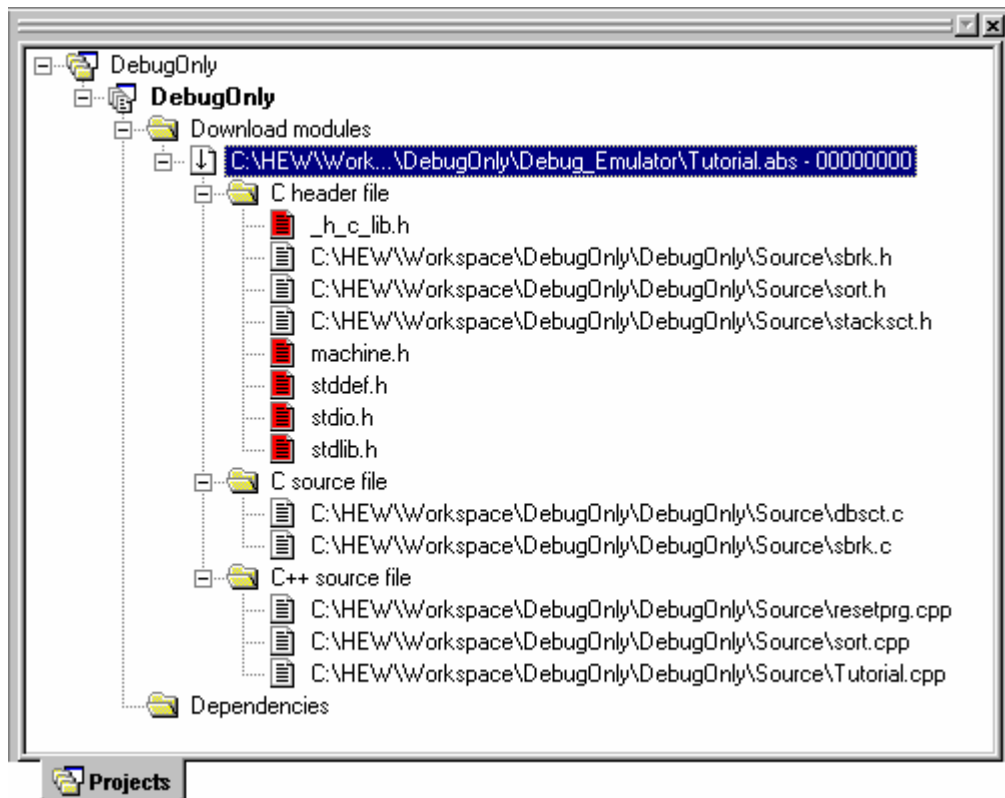 DebugOnly
DebugOnly
Download modules
C:\HEW\Work...\DebugOnly\Debug_Emulator\Tutorial.abs - 00000000
C header file
_h_c_lib.h
C:\HEW\Workspace\DebugOnly\DebugOnly\Source\sbrk.h
C:\HEW\Workspace\DebugOnly\DebugOnly\Source\sort.h
C:\HEW\Workspace\DebugOnly\DebugOnly\Source\stacksct.h
machine.h
stddef.h
stdio.h
stdlib.h
C source file
C:\HEW\Workspace\DebugOnly\DebugOnly\Source\dbsct.c
C:\HEW\Workspace\DebugOnly\DebugOnly\Source\sbrk.c
C++ source file
C:\HEW\Workspace\DebugOnly\DebugOnly\Source\resetprg.cpp
C:\HEW\Workspace\DebugOnly\DebugOnly\Source\sort.cpp
C:\HEW\Workspace\DebugOnly\DebugOnly\Source\Tutorial.cpp
Dependencies
Projects